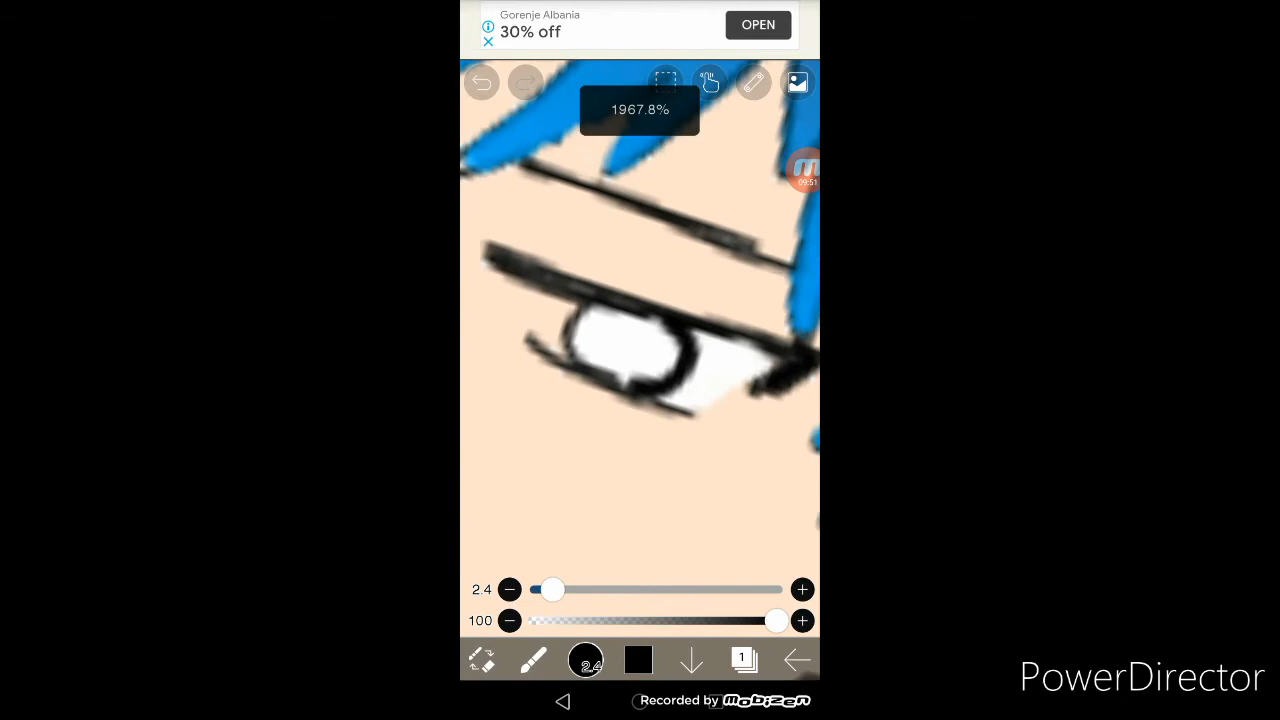 Gorenje Albania
30% off
OPEN
1967.8%
09:51
2.4
100
2.4
1
Recorded by mobizen
PowerDirector